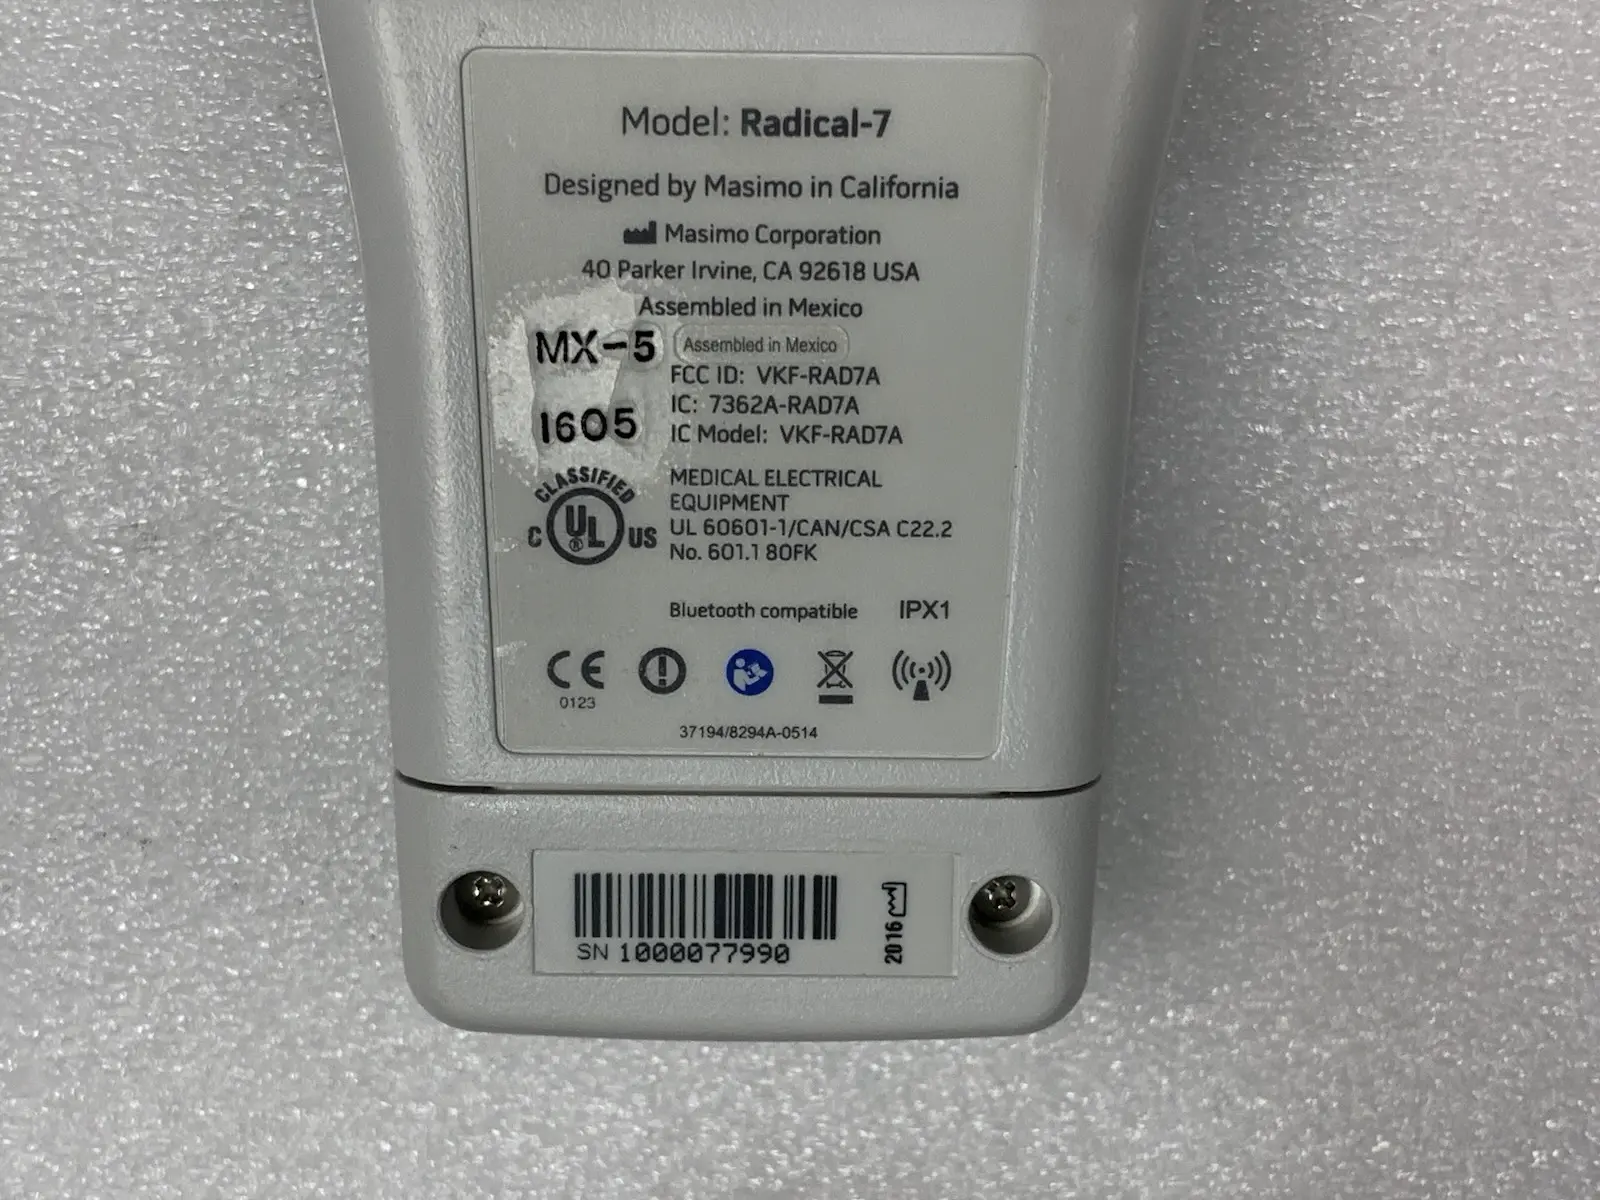 Model: Radical-7
Designed by Masimo in California
Masimo Corporation
40 Parker Irvine, CA 92618 USA
Assembled in Mexico
MX-5 Assembled in Mexico
FCC ID: VKF-RAD7A
IC: 7362A-RAD7A
1605 IC Model: VKF-RAD7A
CLASSIFIED
C UL ® US
MEDICAL ELECTRICAL
EQUIPMENT
UL 60601-1/CAN/CSA C22.2
No. 601.1 80FK
Bluetooth compatible IPX1
CE
0123
37194/8294A-0514
SN 1000077990
2016